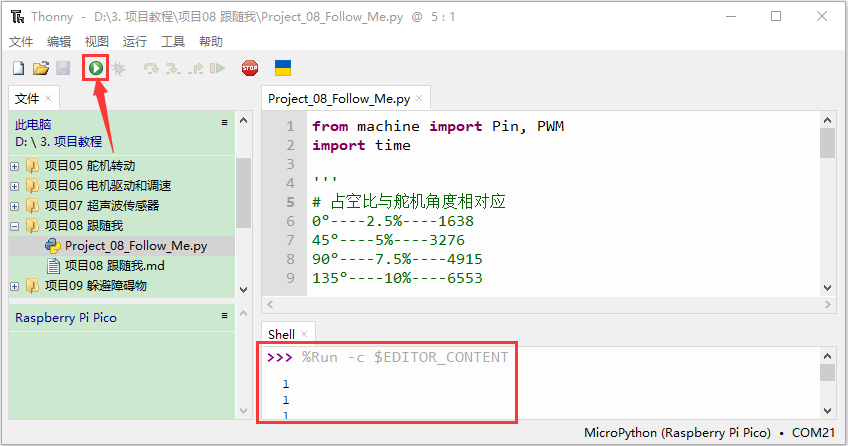 Thonny - D:\3. 项目教程\项目08 跟随我\Project_08_Follow_Me.py @ 5 : 1
文件 编辑 视图 运行 工具 帮助
STOP
文件 ×
此电脑
D: \ 3. 项目教程
项目05 舵机转动
项目06 电机驱动和调速
项目07 超声波传感器
项目08 跟随我
Project_08_Follow_Me.py
项目08 跟随我.md
项目09 躲避障碍物
Raspberry Pi Pico
Project_08_Follow_Me.py ×
1 from machine import Pin, PWM
2 import time
3
4 '''
5 # 占空比与舵机角度相对应
6 0°----2.5%----1638
7 45°----5%----3276
8 90°----7.5%----4915
9 135°----10%----6553
Shell ×
>>> %Run -c $EDITOR_CONTENT
1
1
1
MicroPython (Raspberry Pi Pico) • COM21